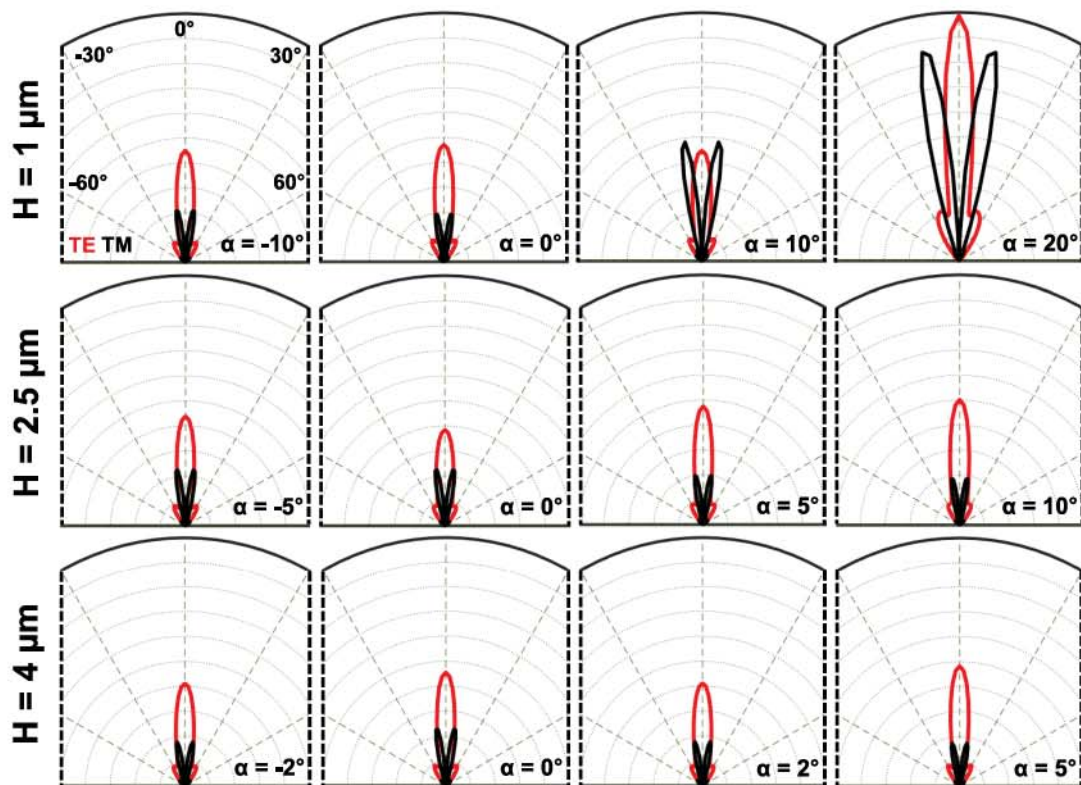 H = 1 µm
0°
-30°
30°
-60°
60°
TE TM
α = -10°
α = 0°
α = 10°
α = 20°
H = 2.5 µm
α = -5°
α = 0°
α = 5°
α = 10°
H = 4 µm
α = -2°
α = 0°
α = 2°
α = 5°